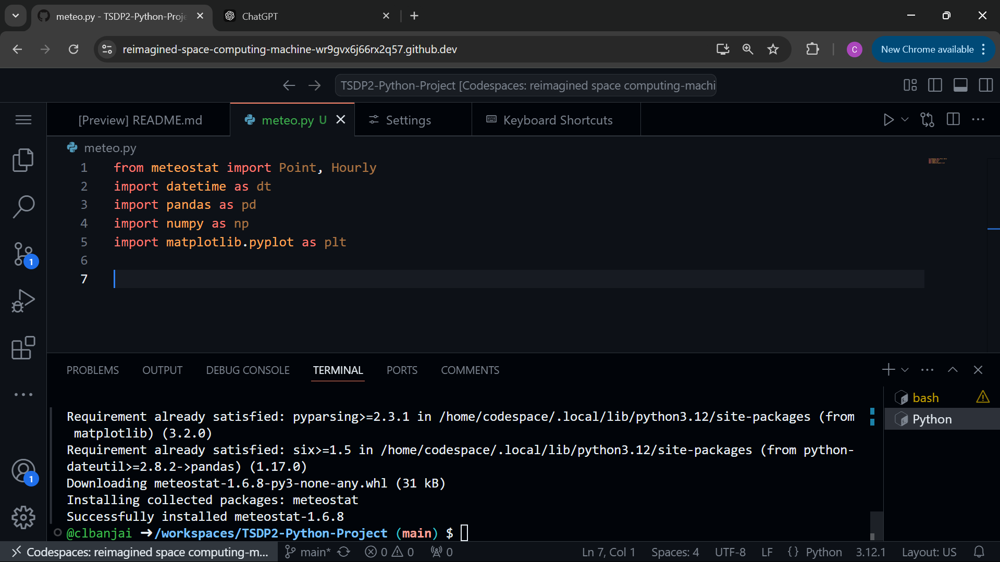 meteo.py - TSDP2-Python-Proje
ChatGPT
reimagined-space-computing-machine-wr9gvx6j66rx2q57.github.dev
C
New Chrome available
TSDP2-Python-Project [Codespaces: reimagined space computing-machi
[Preview] README.md
meteo.py U
Settings
Keyboard Shortcuts
meteo.py
1 from meteostat import Point, Hourly
2 import datetime as dt
3 import pandas as pd
4 import numpy as np
5 import matplotlib.pyplot as plt
6
7
1
1
PROBLEMS OUTPUT DEBUG CONSOLE TERMINAL PORTS COMMENTS
bash
Python
Requirement already satisfied: pyparsing>=2.3.1 in /home/codespace/.local/lib/python3.12/site-packages (from
matplotlib) (3.2.0)
Requirement already satisfied: six>=1.5 in /home/codespace/.local/lib/python3.12/site-packages (from python-
dateutil>=2.8.2->pandas) (1.17.0)
Downloading meteostat-1.6.8-py3-none-any.whl (31 kB)
Installing collected packages: meteostat
Successfully installed meteostat-1.6.8
@clbanjai ➜/workspaces/TSDP2-Python-Project (main) $
Codespaces: reimagined space computing-m... main* 0 0 0 Ln 7, Col 1 Spaces: 4 UTF-8 LF {} Python 3.12.1 Layout: US